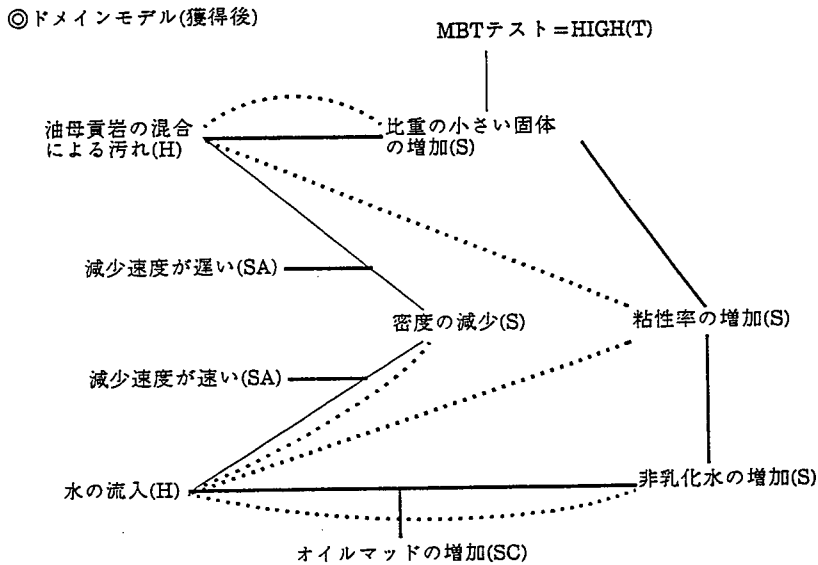 ◎ドメインモデル(獲得後)
MBTテスト=HIGH(T)
油母貢岩の混合
による汚れ(H)
比重の小さい固体
の増加(S)
減少速度が遅い(SA)
密度の減少(S)
粘性率の増加(S)
減少速度が速い(SA)
水の流入(H)
非乳化水の増加(S)
オイルマッドの増加(SC)